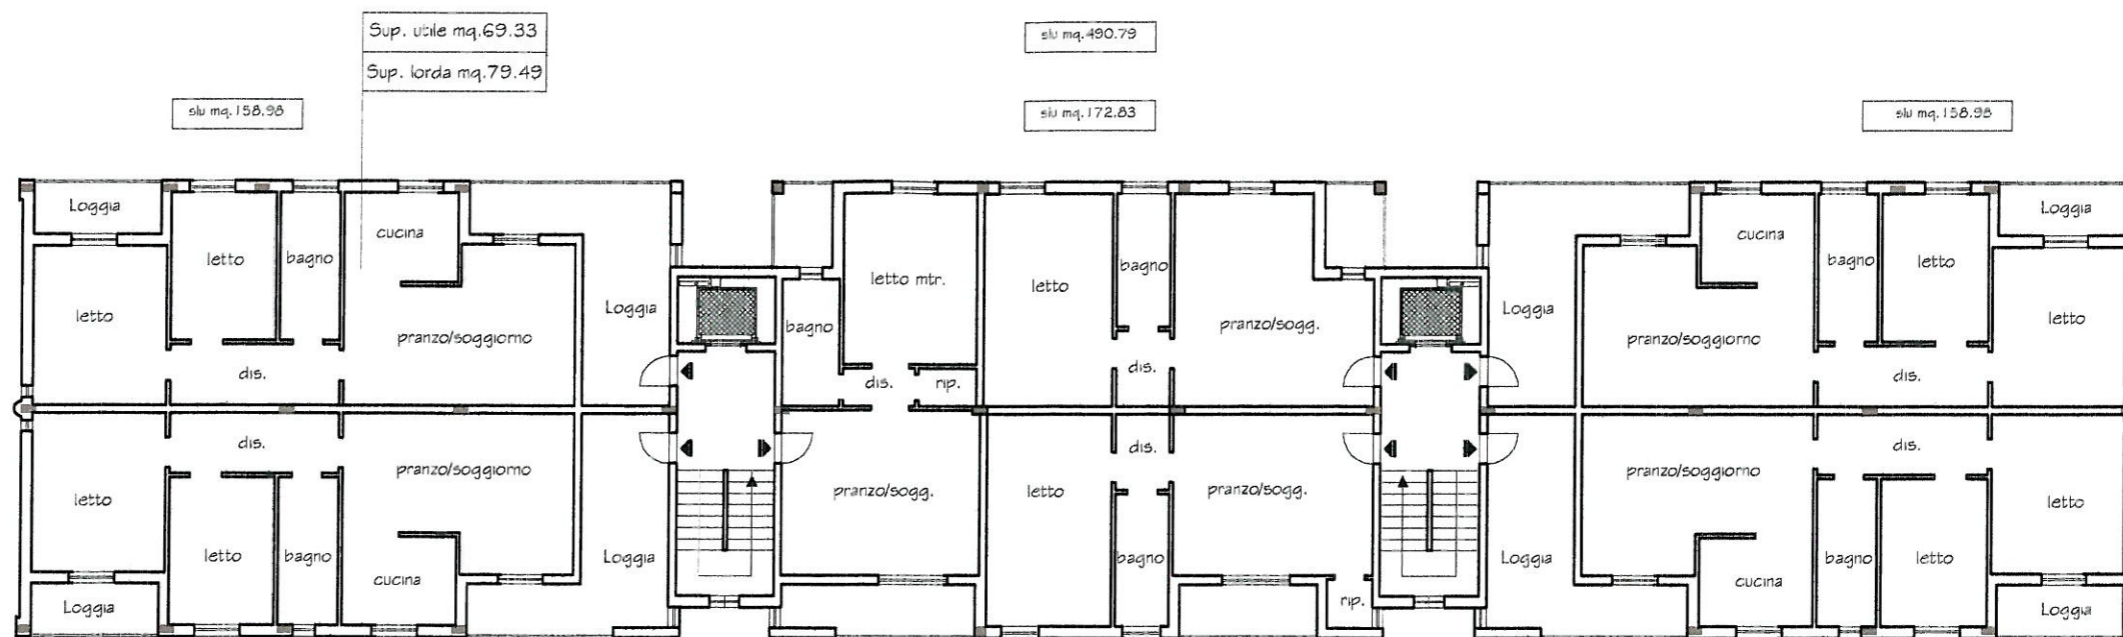 Sup. utile mq.69.33
Sup. lorda mq.79.49
slu mq.490.79
slu mq.158.98
slu mq.172.83
slu mq.158.98
Loggia
letto
bagno
cucina
letto
pranzo/soggiorno
dis.
Loggia
bagno
letto mtr.
dis.
rip.
letto
bagno
dis.
pranzo/sogg.
Loggia
cucina
pranzo/soggiorno
bagno
letto
dis.
Loggia
letto
letto
dis.
pranzo/soggiorno
letto
bagno
cucina
Loggia
Loggia
pranzo/sogg.
letto
dis.
bagno
pranzo/sogg.
rip.
Loggia
pranzo/soggiorno
cucina
dis.
bagno
letto
letto
Loggia